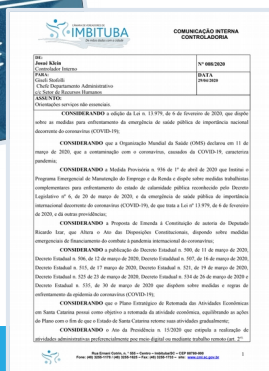 CÂMARA DE VEREADORES DE
IMBITUBA
COMUNICAÇÃO INTERNA
CONTROLADORIA
DE:
Josué Klein
Controlador Interno
Nº 008/2020
PARA:
Giseli Stofolli
Chefe Departamento Administrativo
c/c Setor de Recursos Humanos
DATA
29/04/2020
ASSUNTO:
Orientações serviços não essenciais.
CONSIDERANDO a edição da Lei n. 13.979, de 6 de fevereiro de 2020, que dispõe
sobre as medidas para enfrentamento da emergência de saúde pública de importância nacional
decorrente do coronavírus (COVID-19);
CONSIDERANDO que a Organização Mundial da Saúde (OMS) declarou em 11 de
março de 2020, que a contaminação com o coronavírus, causador da COVID-19, caracteriza
pandemia;
CONSIDERANDO a Medida Provisória n. 936 de 1º de abril de 2020 que Institui o
Programa Emergencial de Manutenção do Emprego e da Renda e dispõe sobre medidas trabalhistas
complementares para enfrentamento do estado de calamidade pública reconhecido pelo Decreto
Legislativo nº 6, de 20 de março de 2020, e da emergência de saúde pública de importância
internacional decorrente do coronavírus (COVID-19), de que trata a Lei nº 13.979, de 6 de fevereiro
de 2020, e dá outras providências;
CONSIDERANDO a Proposta de Emenda à Constituição de autoria do Deputado
Ricardo Izar, que Altera o Ato das Disposições Constitucionais, dispondo sobre medidas
emergenciais de financiamento do combate à pandemia internacional do coronavírus;
CONSIDERANDO a publicação do Decreto Estadual n. 500, de 11 de março de 2020,
Decreto Estadual n. 506, de 12 de março de 2020, Decreto Estadual n. 507, de 16 de março de 2020,
Decreto Estadual n. 515, de 17 de março 2020, Decreto Estadual n. 521, de 19 de março de 2020,
Decreto Estadual n. 525 de 23 de março de 2020, Decreto Estadual n. 534 de 26 de março de 2020 e
Decreto Estadual n. 535, de 30 de março de 2020 que dispõem sobre medidas e regras de
enfrentamento da epidemia do coronavírus (COVID-19);
CONSIDERANDO que o Plano Estratégico de Retomada das Atividades Econômicas
em Santa Catarina possui como objetivo a retomada da atividade econômica, equilibrando as ações
do Plano com o fim de que o Estado de Santa Catarina retome suas atividades gradualmente;
CONSIDERANDO o Ato da Presidência n. 15/2020 que estipula a realização de
atividades administrativas preferencialmente por meio digital ou mediante trabalho remoto (art. 2º
Rua Ernani Cotrin, n.º 555 – Centro – Imbituba/SC – CEP 88780-000